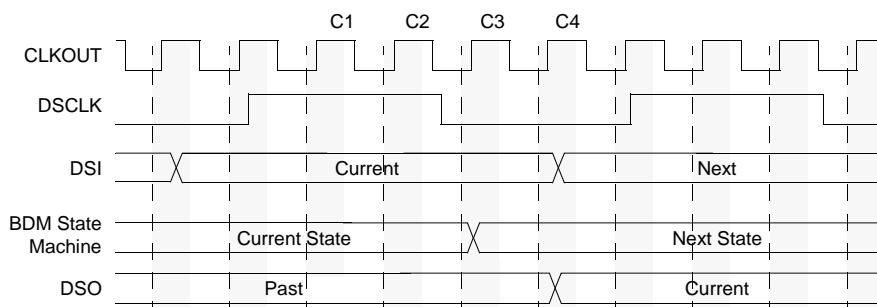 C1 C2 C3 C4
CLKOUT
DSCLK
DSI Current Next
BDM State
Machine Current State Next State
DSO Past Current